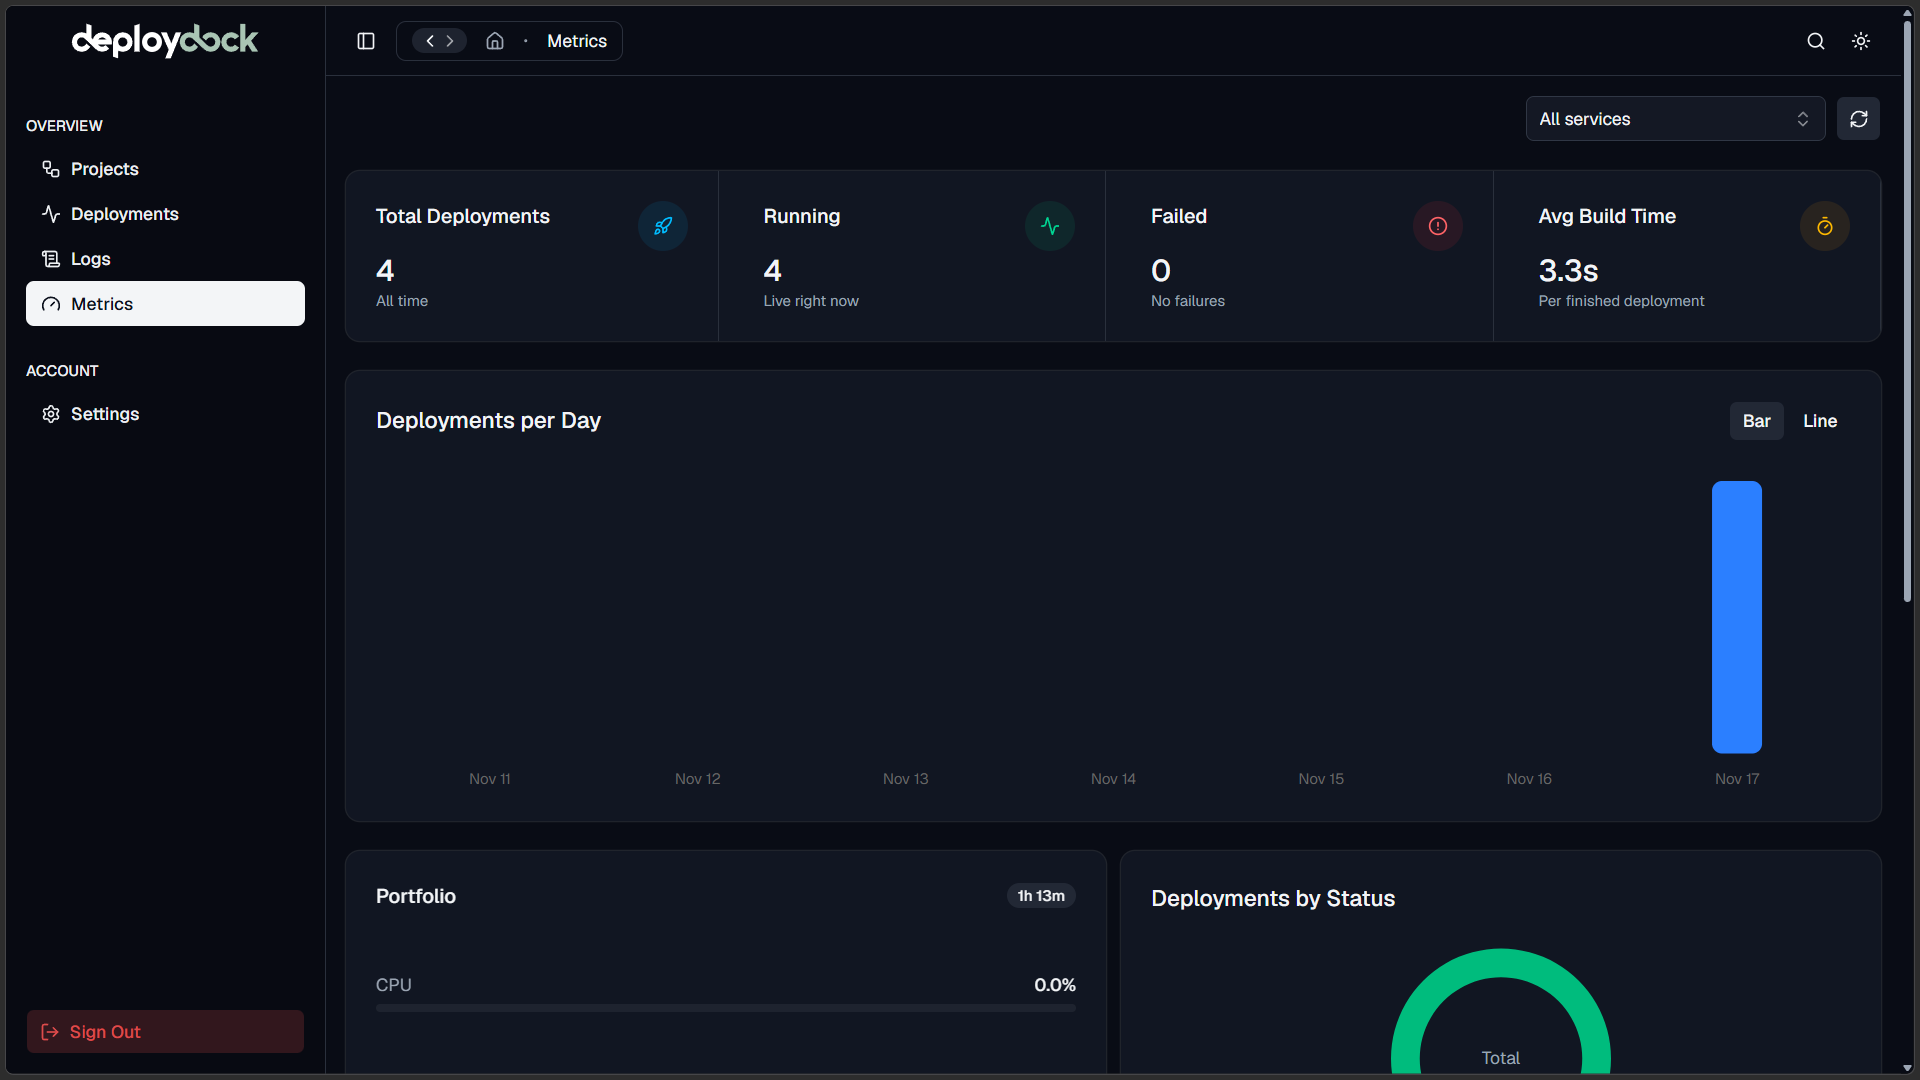 deploydock
OVERVIEW
Projects
Deployments
Logs
Metrics
ACCOUNT
Settings
Sign Out
Metrics
All services
Total Deployments
4
All time
Running
4
Live right now
Failed
0
No failures
Avg Build Time
3.3s
Per finished deployment
Deployments per Day
Bar
Line
Nov 11
Nov 12
Nov 13
Nov 14
Nov 15
Nov 16
Nov 17
Portfolio
1h 13m
CPU
0.0%
Deployments by Status
Total